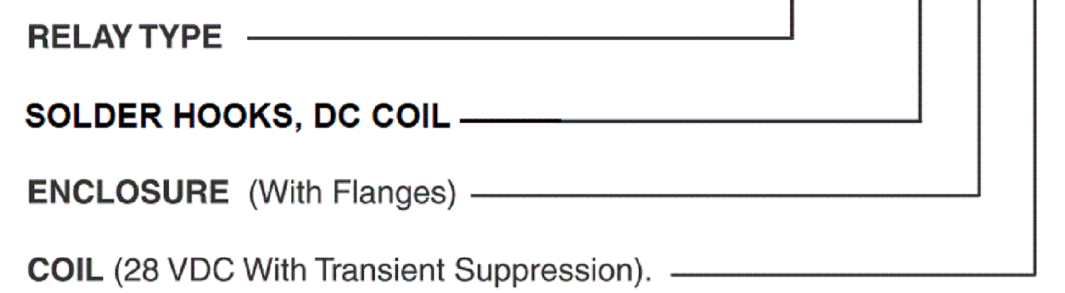 RELAY TYPE
SOLDER HOOKS, DC COIL
ENCLOSURE (With Flanges)
COIL (28 VDC With Transient Suppression).